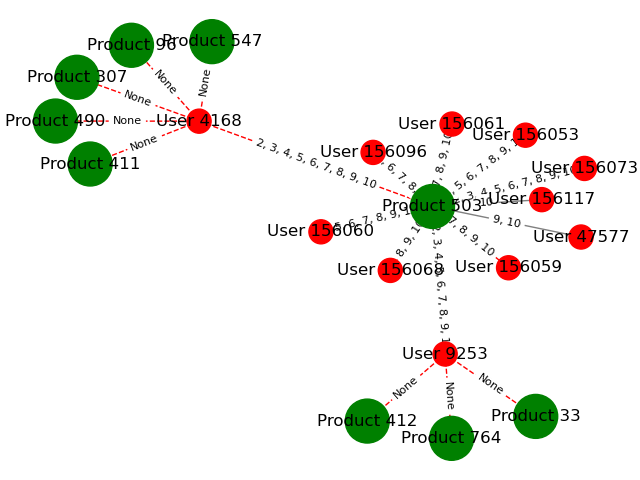 Product 547
Product 96
Product 307
None
None
None
Product 490
None
User 4168
None
Product 411
2, 3, 4, 5, 6, 7, 8, 9, 10
User 156061
User 156053
User 156096
User 156073
User 156117
Product 503
User 156060
User 47577
9, 10
User 156068
User 156059
User 9253
None
None
None
Product 412
Product 764
Product 33